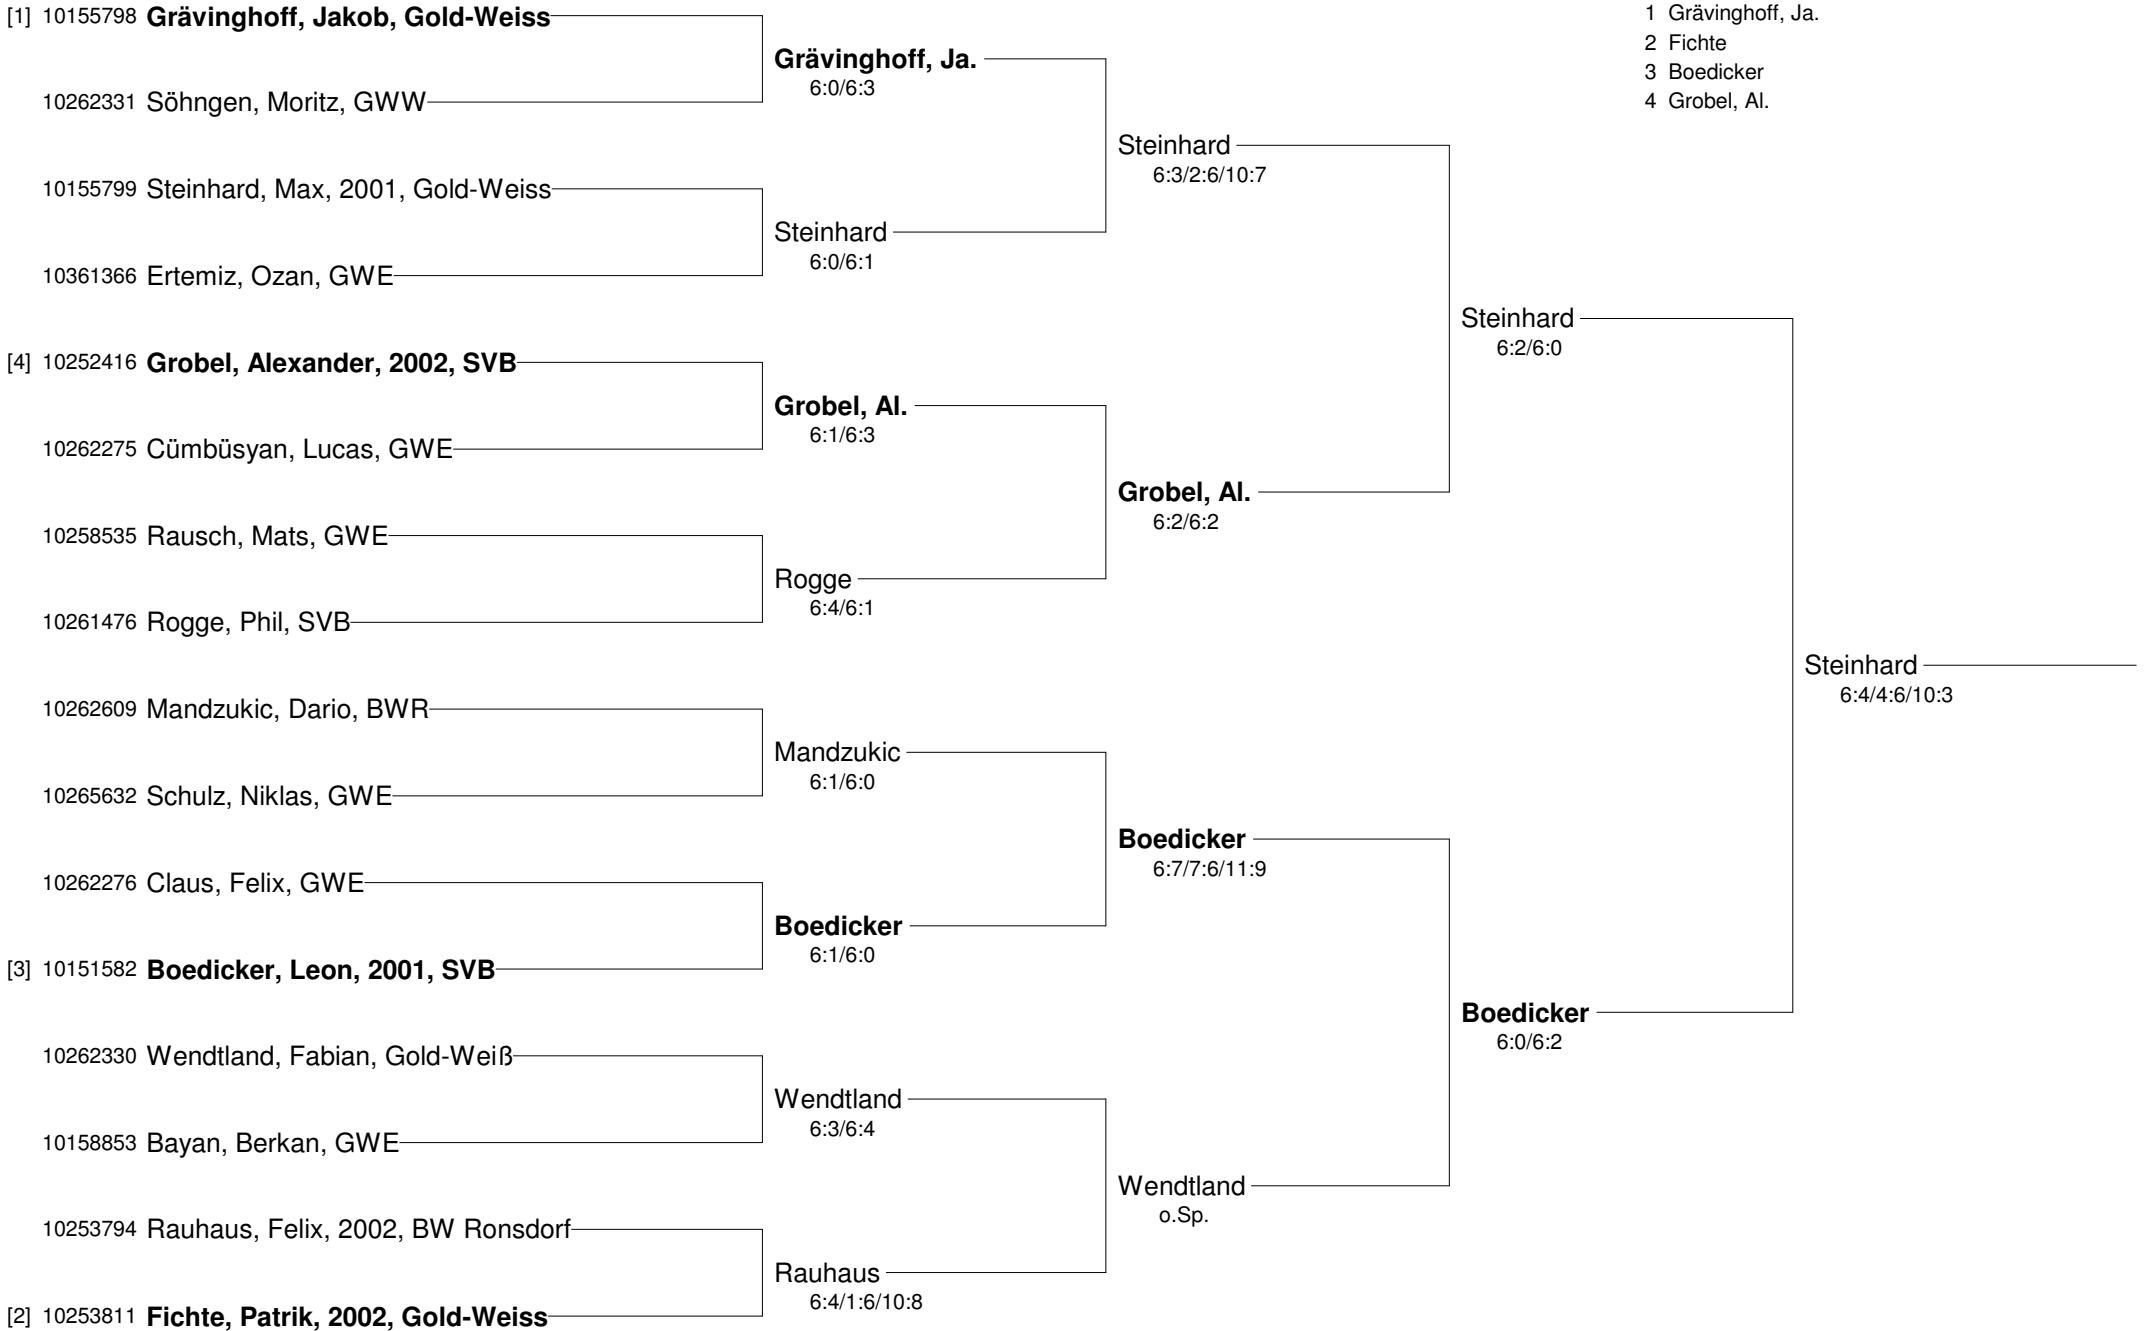 [1] 10155798 Grävinghoff, Jakob, Gold-Weiss
1 Grävinghoff, Ja.
2 Fichte
3 Boedicker
4 Grobel, Al.
Grävinghoff, Ja.
6:0/6:3
10262331 Söhngen, Moritz, GWW
Steinhard
6:3/2:6/10:7
10155799 Steinhard, Max, 2001, Gold-Weiss
Steinhard
6:0/6:1
10361366 Ertemiz, Ozan, GWE
Steinhard
6:2/6:0
[4] 10252416 Grobel, Alexander, 2002, SVB
Grobel, Al.
6:1/6:3
10262275 Cümbüsyan, Lucas, GWE
Grobel, Al.
6:2/6:2
10258535 Rausch, Mats, GWE
Rogge
6:4/6:1
10261476 Rogge, Phil, SVB
Steinhard
6:4/4:6/10:3
10262609 Mandzukic, Dario, BWR
Mandzukic
6:1/6:0
10265632 Schulz, Niklas, GWE
Boedicker
6:7/7:6/11:9
10262276 Claus, Felix, GWE
Boedicker
6:1/6:0
[3] 10151582 Boedicker, Leon, 2001, SVB
Boedicker
6:0/6:2
10262330 Wendtland, Fabian, Gold-Weiß
Wendtland
6:3/6:4
10158853 Bayan, Berkan, GWE
Wendtland
o.Sp.
10253794 Rauhaus, Felix, 2002, BW Ronsdorf
Rauhaus
6:4/1:6/10:8
[2] 10253811 Fichte, Patrik, 2002, Gold-Weiss